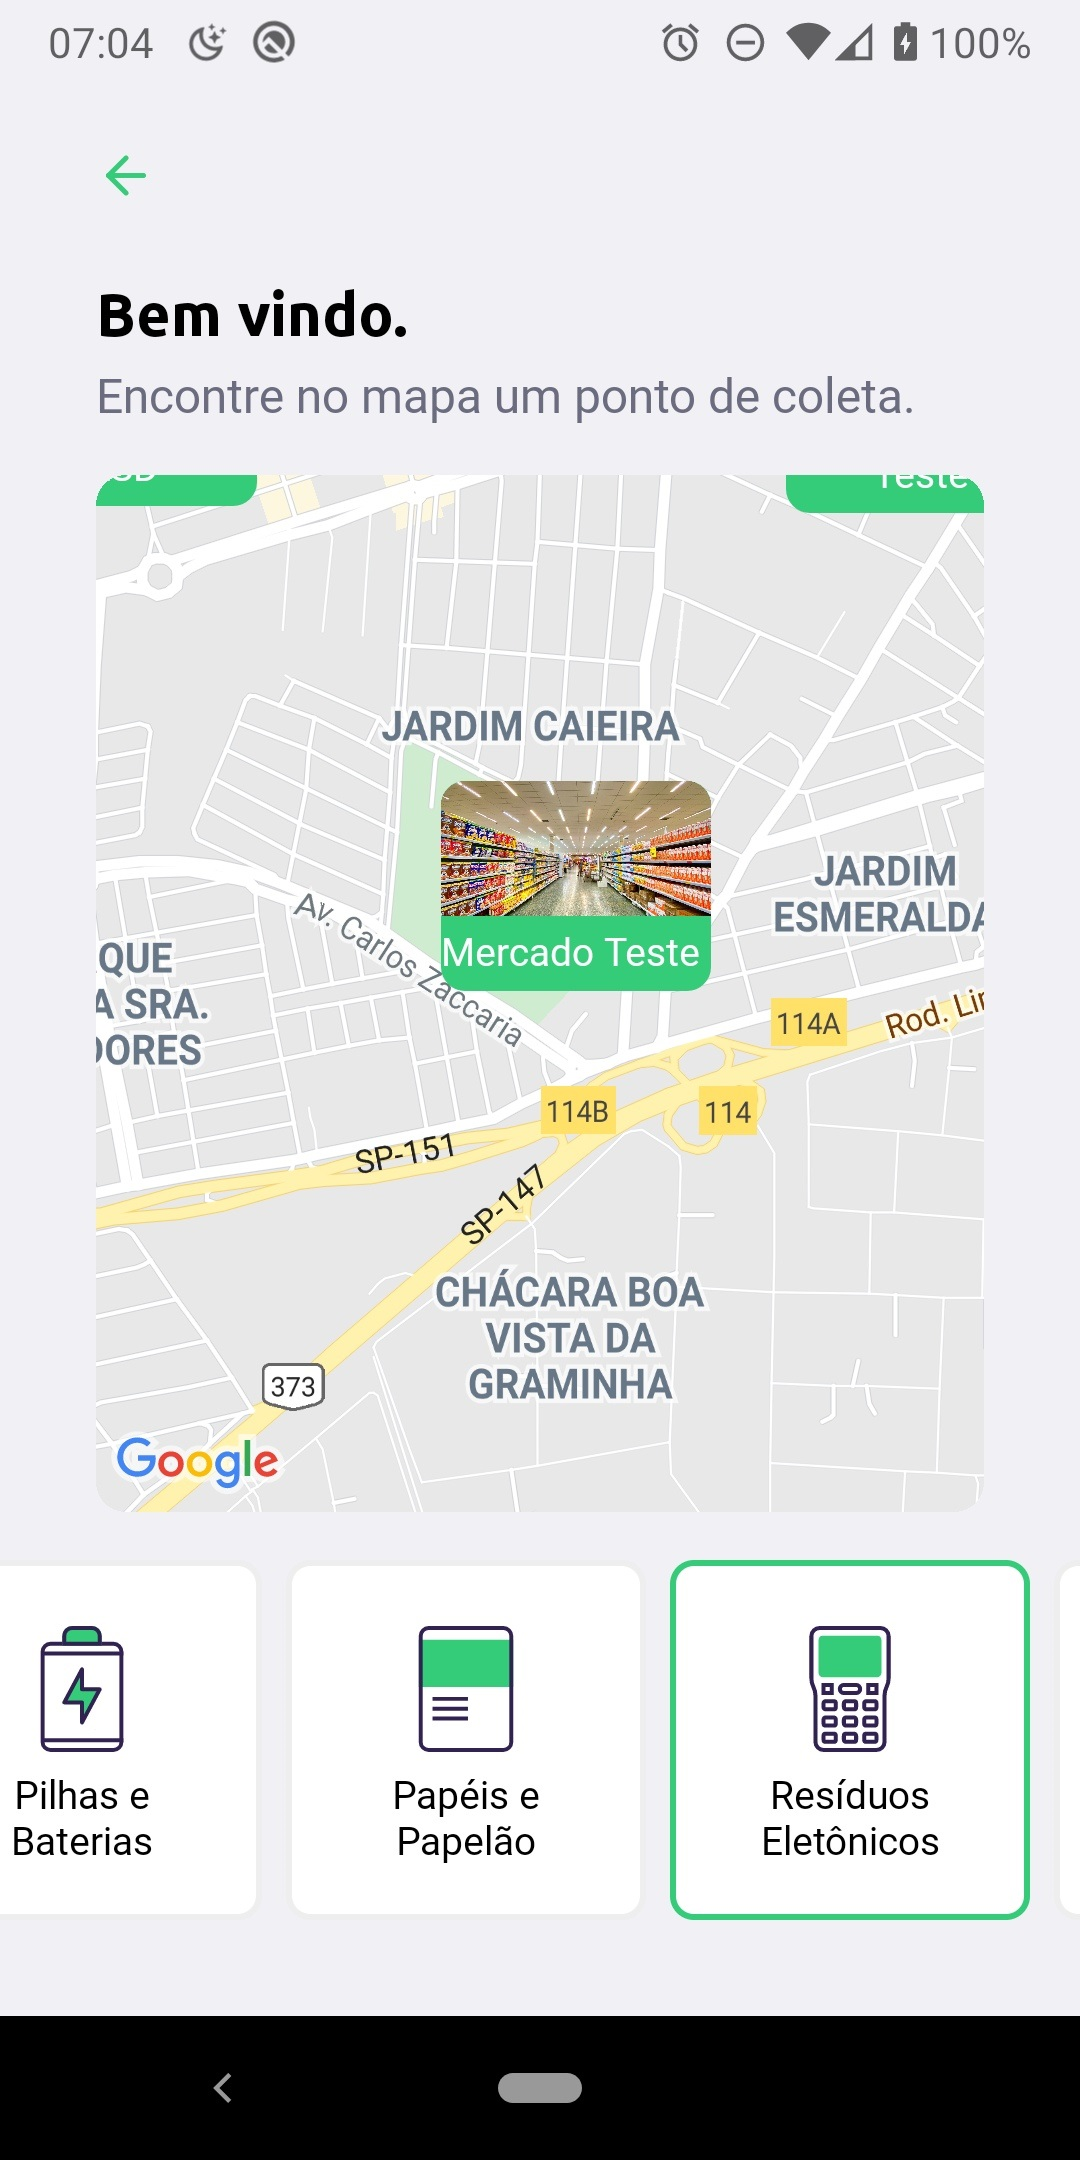 07:04
100%
Bem vindo.
Encontre no mapa um ponto de coleta.
Teste
JARDIM CAIEIRA
Mercado Teste
JARDIM
ESMERALDA
Av. Carlos Zaccaria
QUE
A SRA.
DORES
114A
Rod. Lin
114B
114
SP-151
SP-147
CHÁCARA BOA
VISTA DA
GRAMINHA
373
Google
Pilhas e
Baterias
Papéis e
Papelão
Resíduos
Eletônicos